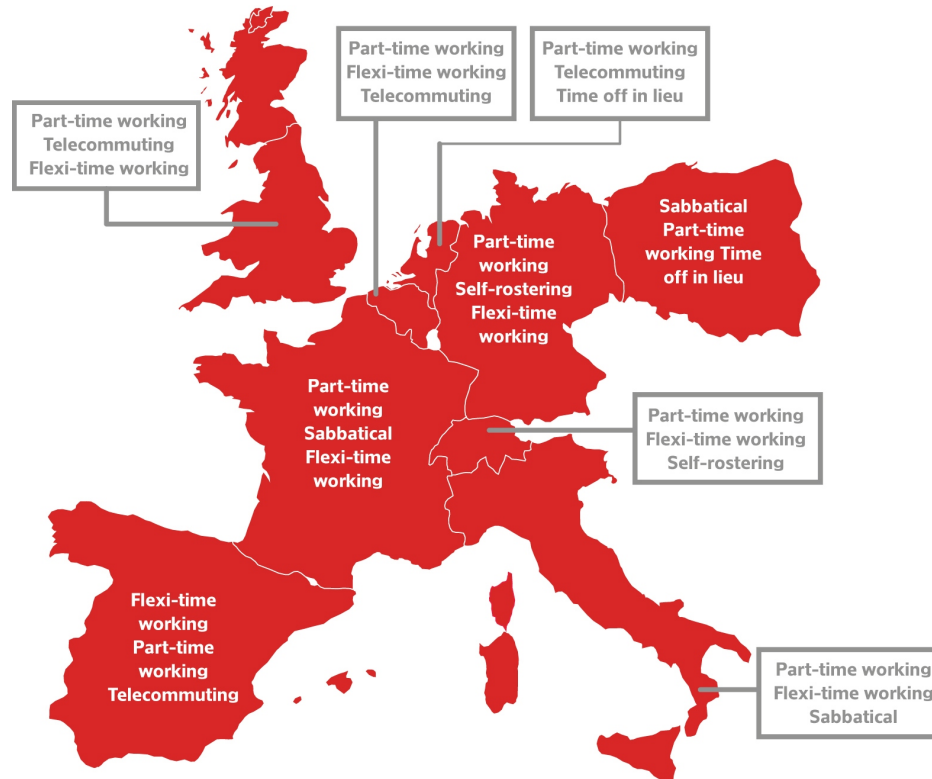 Part-time working
Flexi-time working
Telecommuting
Part-time working
Telecommuting
Time off in lieu
Part-time working
Telecommuting
Flexi-time working
Sabbatical
Part-time
working Time
off in lieu
Part-time
working
Self-rostering
Flexi-time
working
Part-time
working
Sabbatical
Flexi-time
working
Part-time working
Flexi-time working
Self-rostering
Flexi-time
working
Part-time
working
Telecommuting
Part-time working
Flexi-time working
Sabbatical